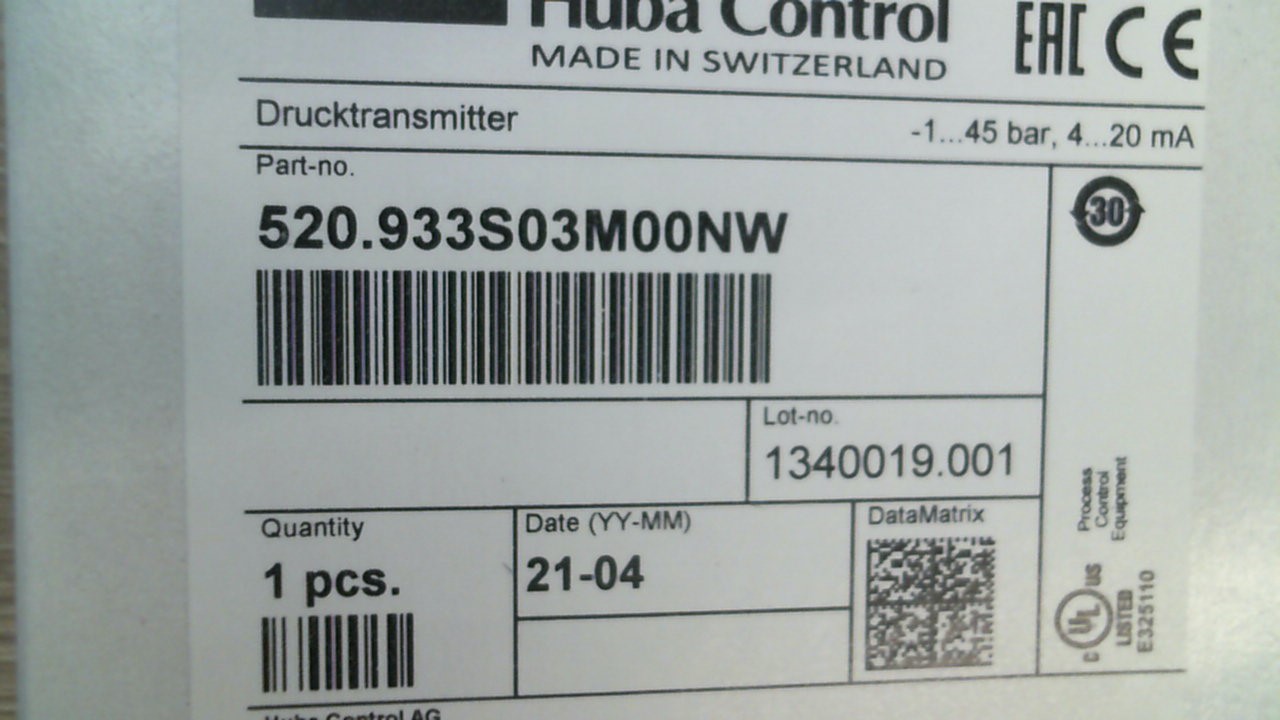 Huba Control
MADE IN SWITZERLAND
EAC CE
Drucktransmitter
-1...45 bar, 4...20 mA
Part-no.
520.933S03M00NW
30
Lot-no.
1340019.001
Quantity
1 pcs.
Date (YY-MM)
21-04
DataMatrix
Process
Control
Equipment
C UL US
LISTED
E325110
Huba Control AG